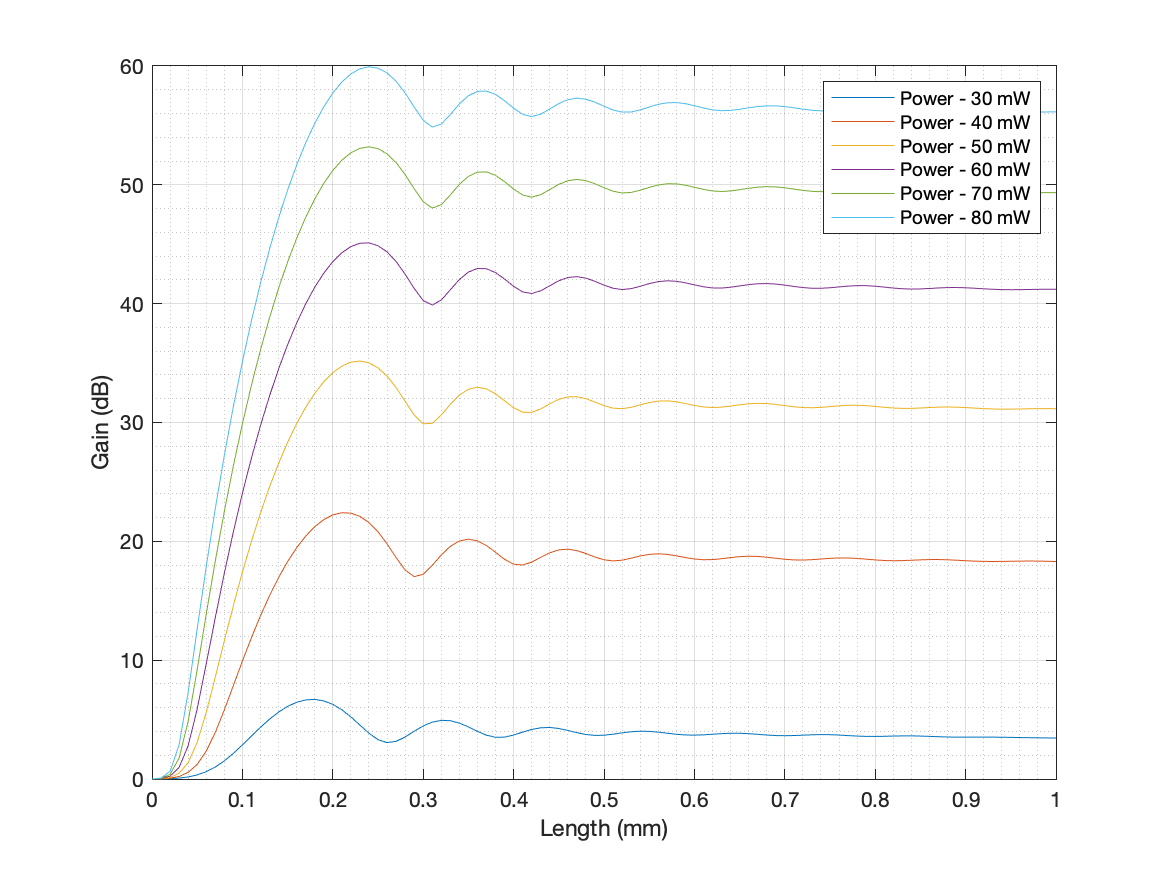 60
50
40
30
20
10
0
Gain (dB)
Power - 30 mW
Power - 40 mW
Power - 50 mW
Power - 60 mW
Power - 70 mW
Power - 80 mW
0 0.1 0.2 0.3 0.4 0.5 0.6 0.7 0.8 0.9 1
Length (mm)